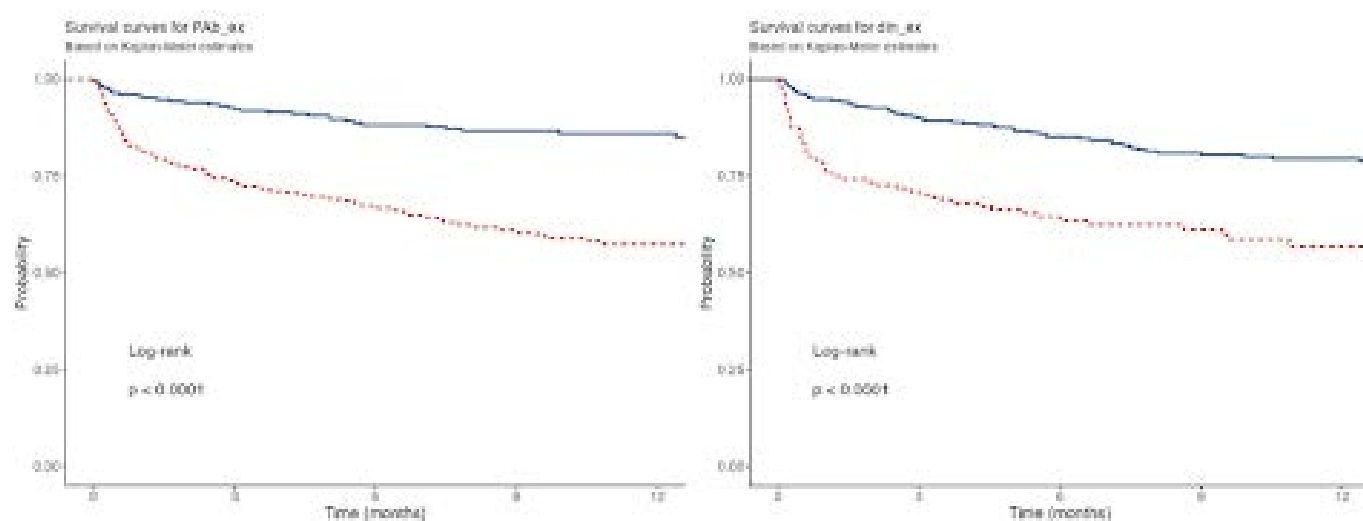 Survival curves for PAb_ex
Based on Kaplan-Meier estimates
1.00
0.75
0.50
0.25
0.00
Probability
Log-rank
p < 0.0001
0 3 6 9 12
Time (months)
Survival curves for dm_ex
Based on Kaplan-Meier estimates
1.00
0.75
0.50
0.25
0.00
Probability
Log-rank
p < 0.0001
0 3 6 9 12
Time (months)